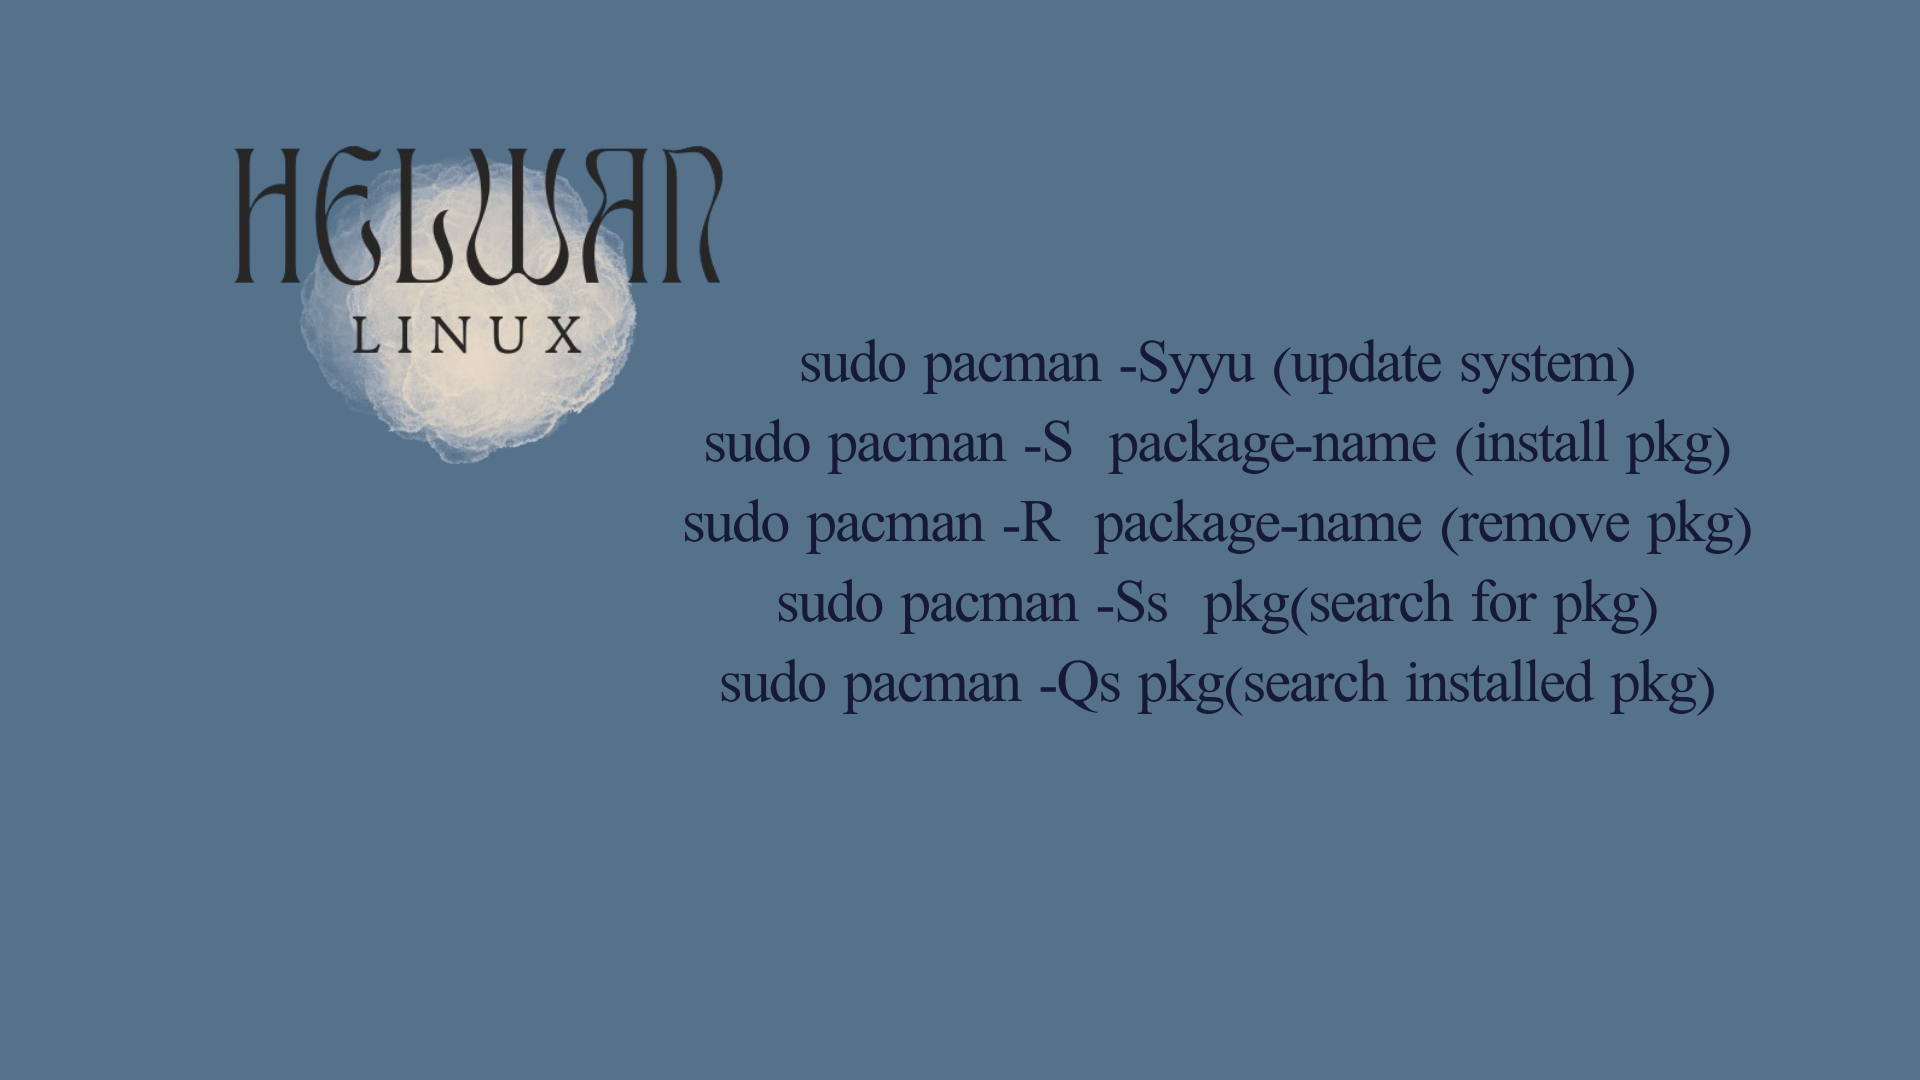 HELWAN
LINUX
sudo pacman -Syyu (update system)
sudo pacman -S  package-name (install pkg)
sudo pacman -R  package-name (remove pkg)
sudo pacman -Ss  pkg(search for pkg)
sudo pacman -Qs pkg(search installed pkg)